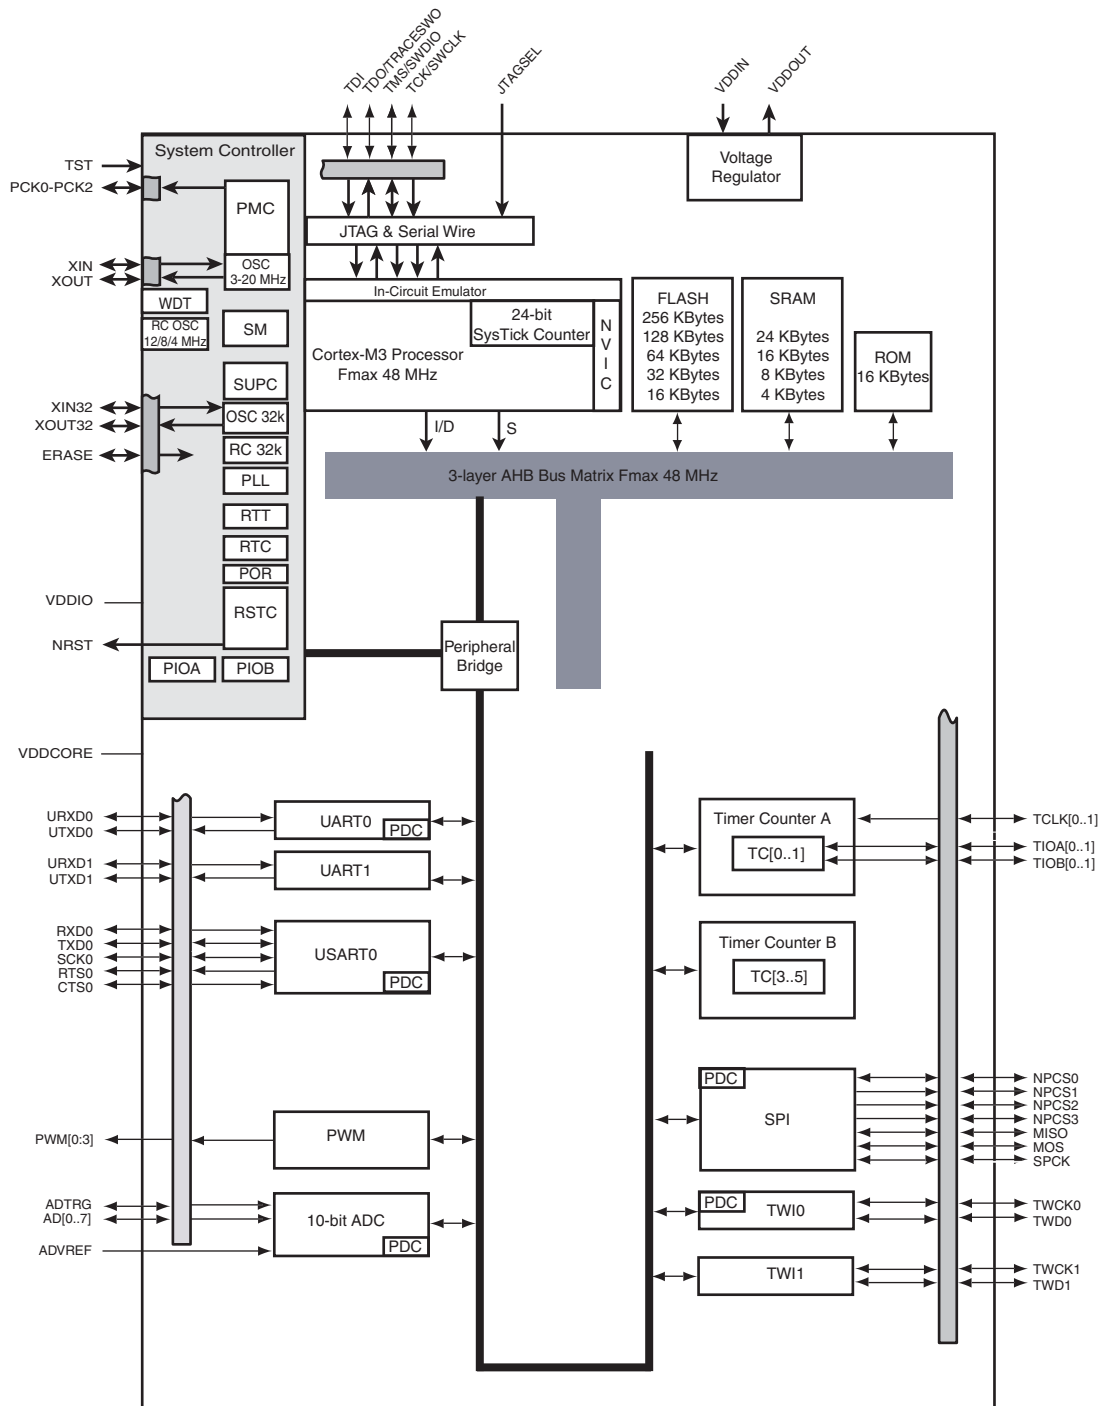 TDI
TDO/TRACESWO
TMS/SWDIO
TCK/SWCLK
JTAGSEL
VDDIN
VDDOUT
System Controller
Voltage
Regulator
TST
PCK0-PCK2
PMC
JTAG & Serial Wire
XIN
XOUT
OSC
3-20 MHz
In-Circuit Emulator
WDT
RC OSC
12/8/4 MHz
SM
24-bit
SysTick Counter
N
V
I
C
Cortex-M3 Processor
Fmax 48 MHz
FLASH
256 KBytes
128 KBytes
64 KBytes
32 KBytes
16 KBytes
SRAM
24 KBytes
16 KBytes
8 KBytes
4 KBytes
ROM
16 KBytes
SUPC
XIN32
XOUT32
OSC 32k
I/D
S
ERASE
RC 32k
PLL
3-layer AHB Bus Matrix Fmax 48 MHz
RTT
RTC
POR
VDDIO
RSTC
NRST
PIOA
PIOB
Peripheral
Bridge
VDDCORE
URXD0
UTXD0
UART0
PDC
URXD1
UTXD1
UART1
RXD0
TXD0
SCK0
RTS0
CTS0
USART0
PDC
PWM[0:3]
PWM
ADTRG
AD[0..7]
ADVREF
10-bit ADC
PDC
Timer Counter A
TC[0..1]
TCLK[0..1]
TIOA[0..1]
TIOB[0..1]
Timer Counter B
TC[3..5]
PDC
SPI
NPCS0
NPCS1
NPCS2
NPCS3
MISO
MOS
SPCK
PDC
TWI0
TWCK0
TWD0
TWI1
TWCK1
TWD1